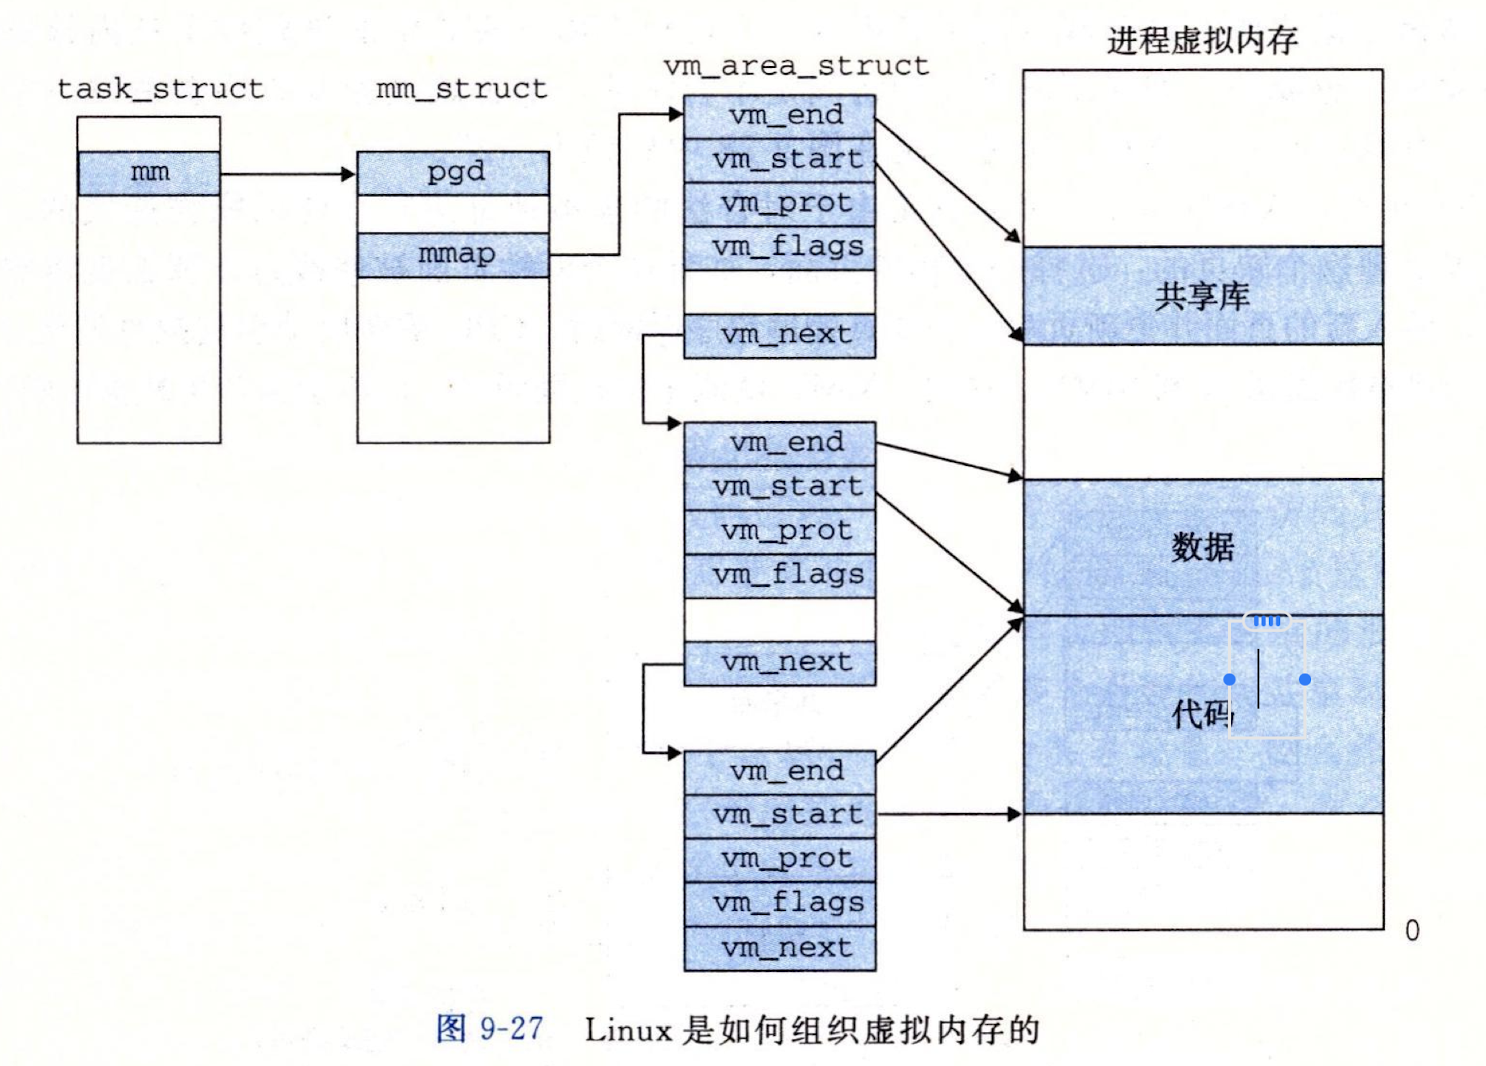 进程虚拟内存
vm_area_struct
task_struct
mm_struct
mm
pgd
mmap
vm_end
vm_start
vm_prot
vm_flags
vm_next
vm_end
vm_start
vm_prot
vm_flags
vm_next
vm_end
vm_start
vm_prot
vm_flags
vm_next
共享库
数据
代码
0
图 9-27 Linux 是如何组织虚拟内存的